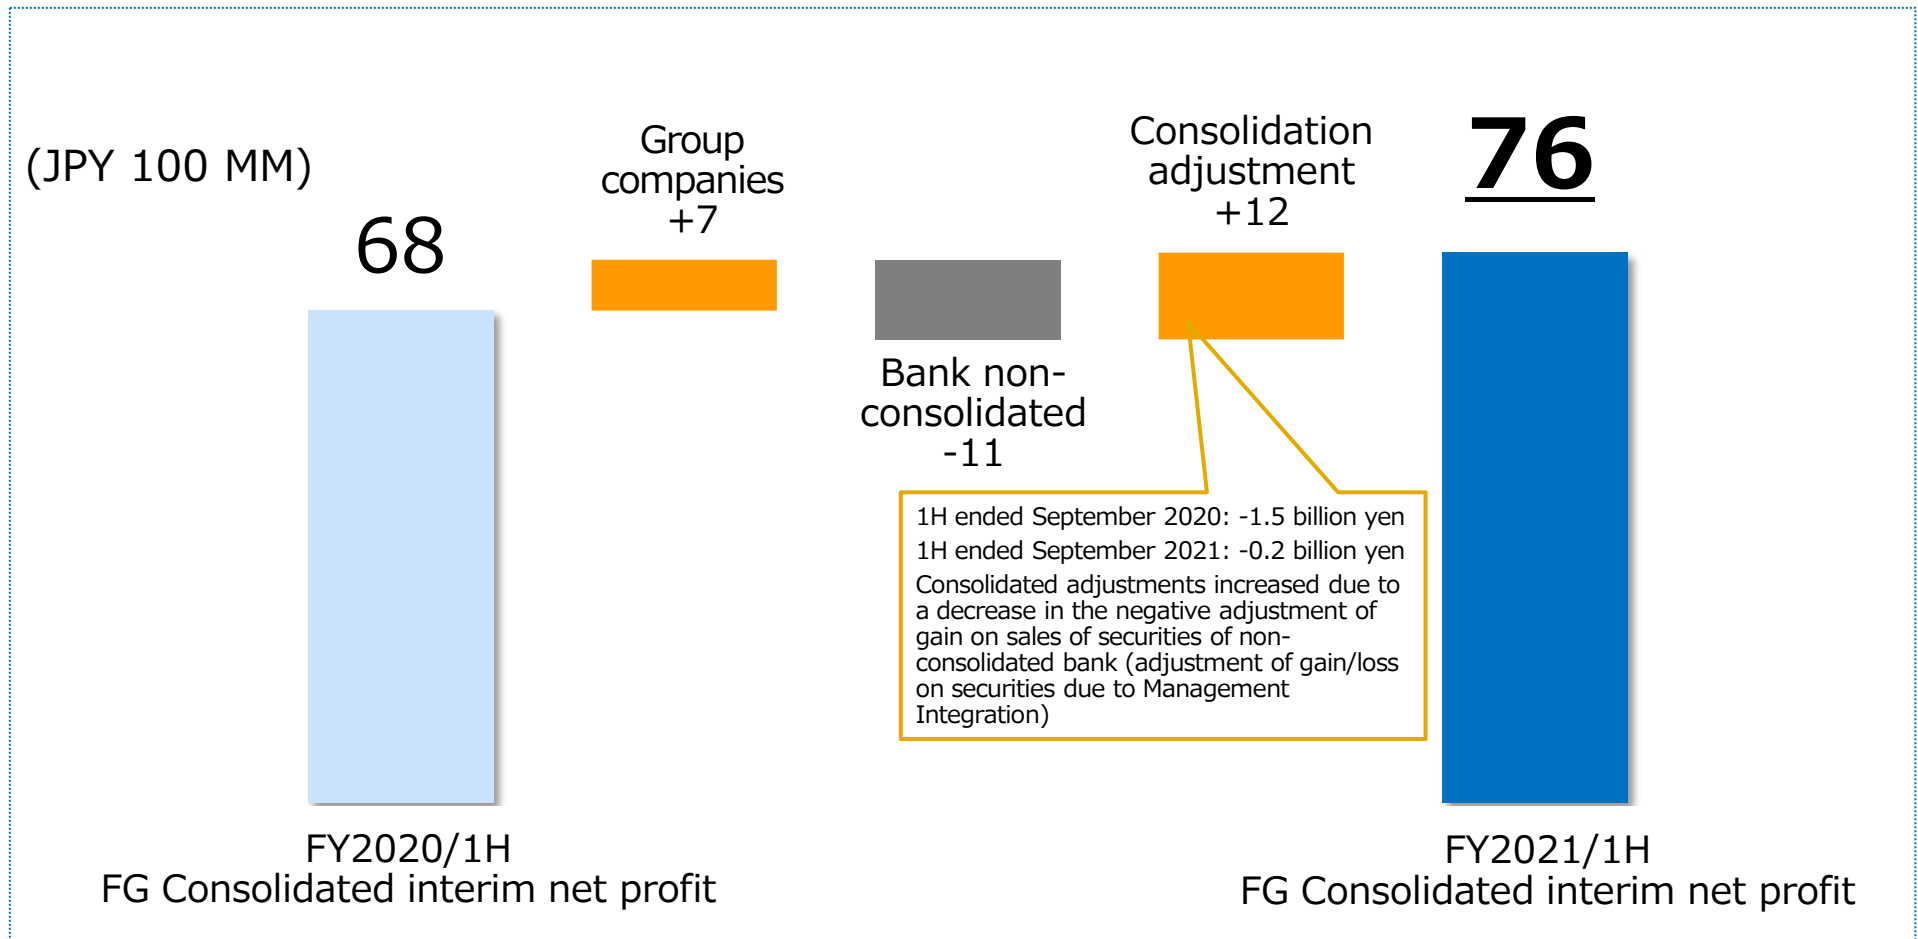 (JPY 100 MM)
68
Group
companies
+7
Bank non-
consolidated
-11
Consolidation
adjustment
+12
76
1H ended September 2020: -1.5 billion yen
1H ended September 2021: -0.2 billion yen
Consolidated adjustments increased due to
a decrease in the negative adjustment of
gain on sales of securities of non-
consolidated bank (adjustment of gain/loss
on securities due to Management
Integration)
FY2020/1H
FG Consolidated interim net profit
FY2021/1H
FG Consolidated interim net profit